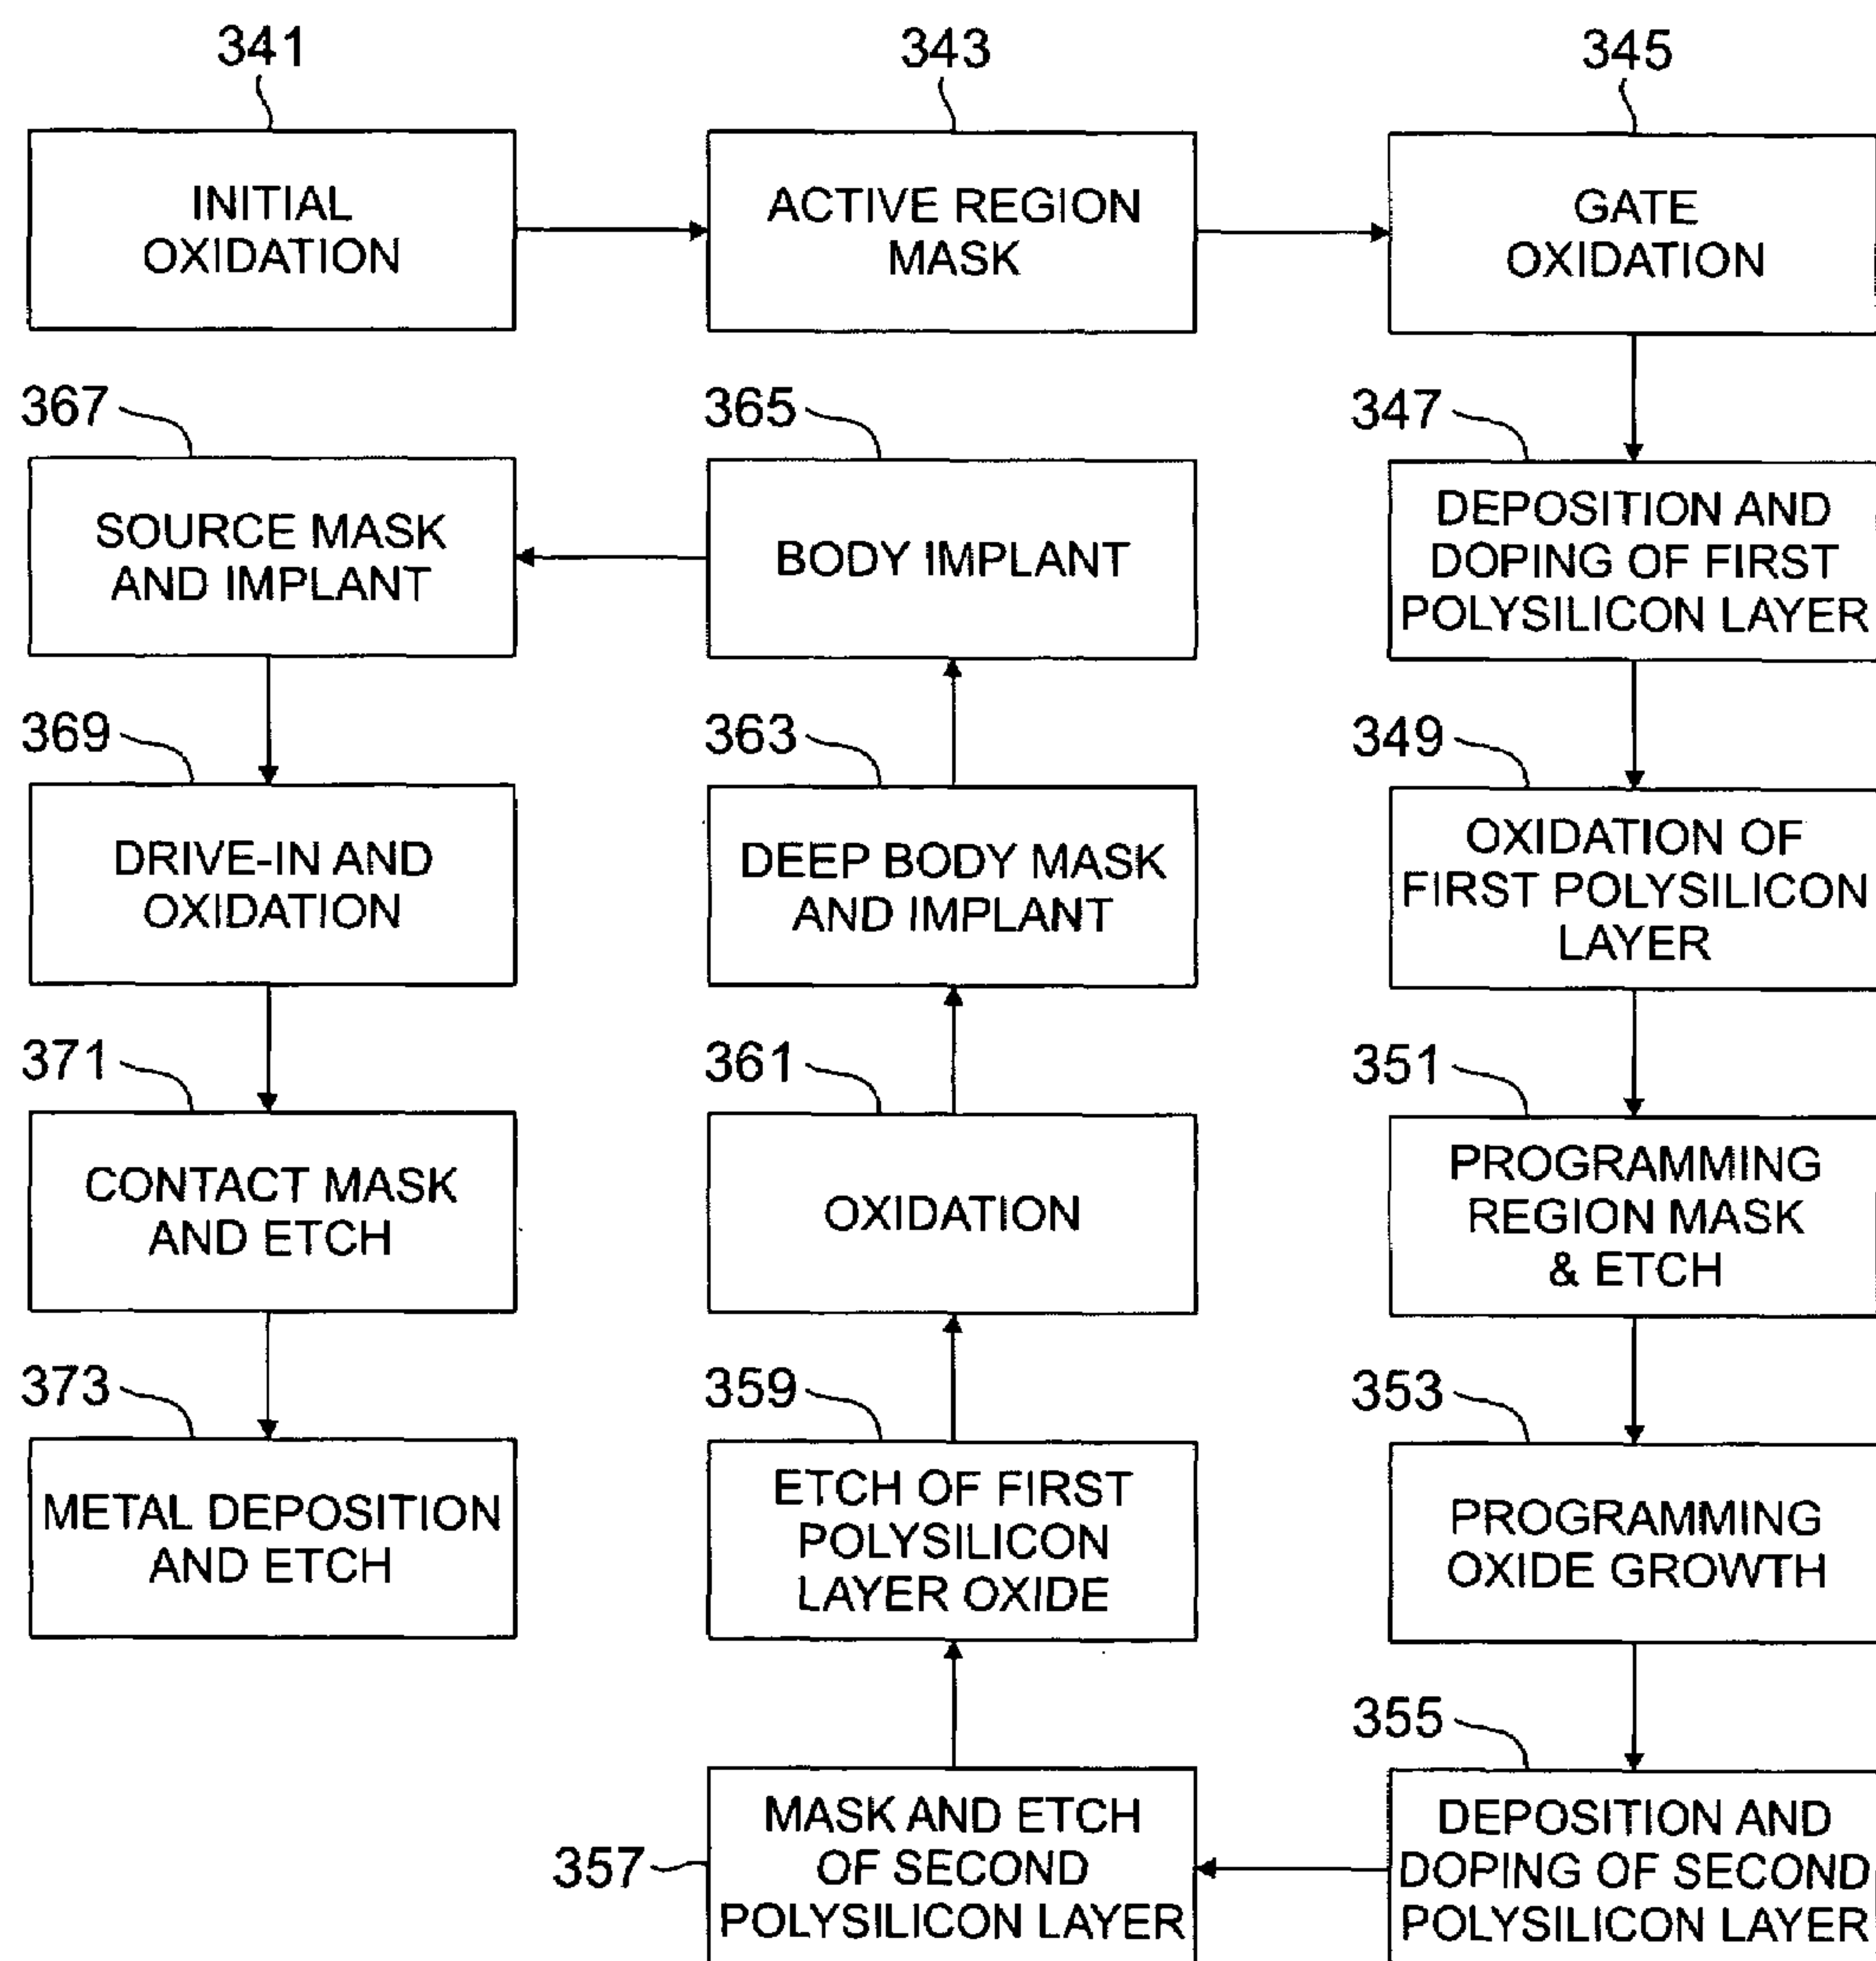 341
INITIAL
OXIDATION
343
ACTIVE REGION
MASK
345
GATE
OXIDATION
347
DEPOSITION AND
DOPING OF FIRST
POLYSILICON LAYER
349
OXIDATION OF
FIRST POLYSILICON
LAYER
351
PROGRAMMING
REGION MASK
& ETCH
353
PROGRAMMING
OXIDE GROWTH
355
DEPOSITION AND
DOPING OF SECOND
POLYSILICON LAYER
357
MASK AND ETCH
OF SECOND
POLYSILICON LAYER
359
ETCH OF FIRST
POLYSILICON
LAYER OXIDE
361
OXIDATION
363
DEEP BODY MASK
AND IMPLANT
365
BODY IMPLANT
367
SOURCE MASK
AND IMPLANT
369
DRIVE-IN AND
OXIDATION
371
CONTACT MASK
AND ETCH
373
METAL DEPOSITION
AND ETCH